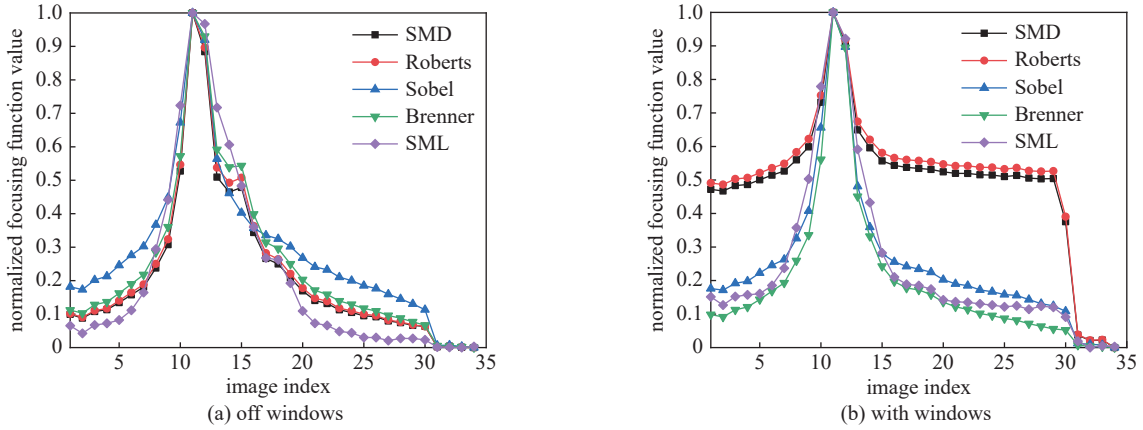 1.0
0.9
0.8
0.7
0.6
0.5
0.4
0.3
0.2
0.1
0
normalized focusing function value
SMD
Roberts
Sobel
Brenner
SML
5 10 15 20 25 30 35
image index
(a) off windows
1.0
0.9
0.8
0.7
0.6
0.5
0.4
0.3
0.2
0.1
0
normalized focusing function value
SMD
Roberts
Sobel
Brenner
SML
5 10 15 20 25 30 35
image index
(b) with windows